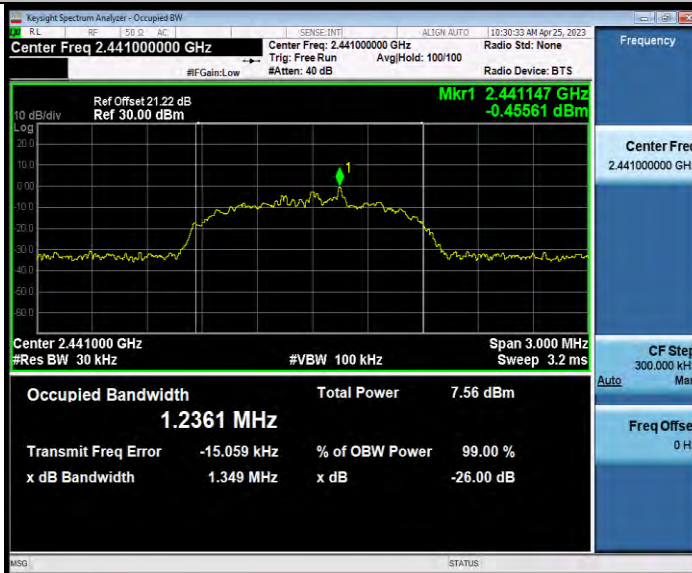 Keysight Spectrum Analyzer - Occupied BW
RL RF 50 Ω AC SENSE:INT ALIGN AUTO 10:30:33 AM Apr 25, 2023
Center Freq 2.441000000 GHz
Center Freq: 2.441000000 GHz
Radio Std: None
Trig: Free Run Avg|Hold: 100/100
#IFGain:Low #Atten: 40 dB Radio Device: BTS
Frequency
Mkr1 2.441147 GHz
-0.45561 dBm
Ref Offset 21.22 dB
10 dB/div Ref 30.00 dBm
Log
20.0
10.0
0.00
-10.0
-20.0
-30.0
-40.0
-50.0
-60.0
1
Center 2.441000 GHz Span 3.000 MHz
#Res BW 30 kHz #VBW 100 kHz Sweep 3.2 ms
Occupied Bandwidth Total Power 7.56 dBm
1.2361 MHz
Transmit Freq Error -15.059 kHz % of OBW Power 99.00 %
x dB Bandwidth 1.349 MHz x dB -26.00 dB
Center Freq
2.441000000 GH
CF Step
300.000 kH
Auto Man
Freq Offse
0 H
MSG STATUS